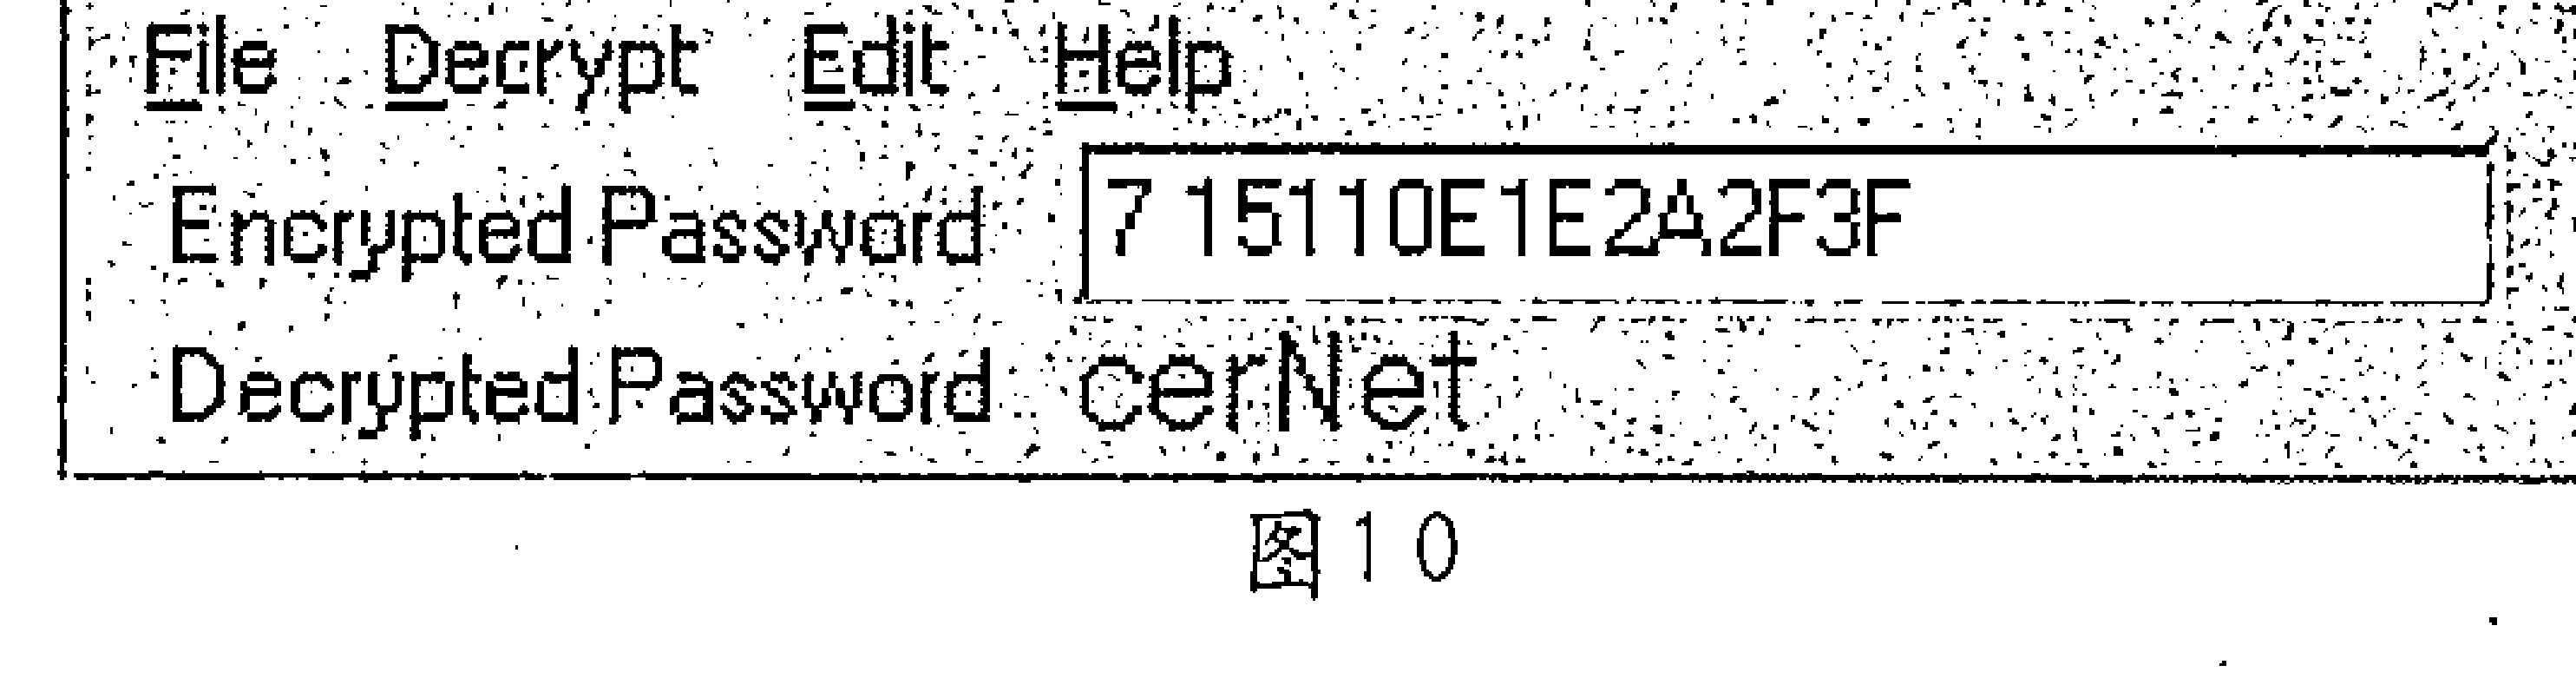 File Decrypt Edit Help
Encrypted Password 7 15110E1E2A2F3F
Decrypted Password cerNet
图10